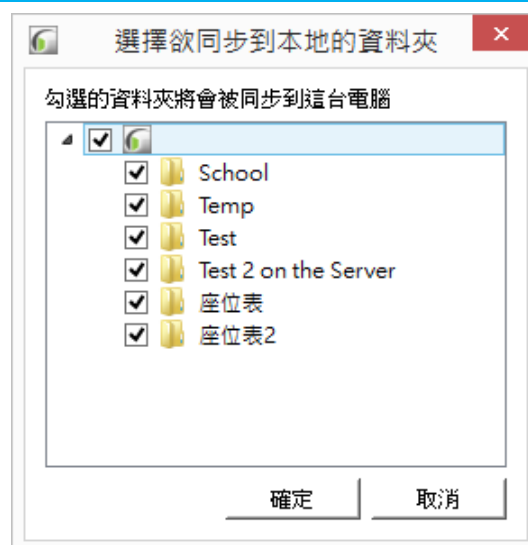 選擇欲同步到本地的資料夾
勾選的資料夾將會被同步到這台電腦
School
Temp
Test
Test 2 on the Server
座位表
座位表2
確定 取消